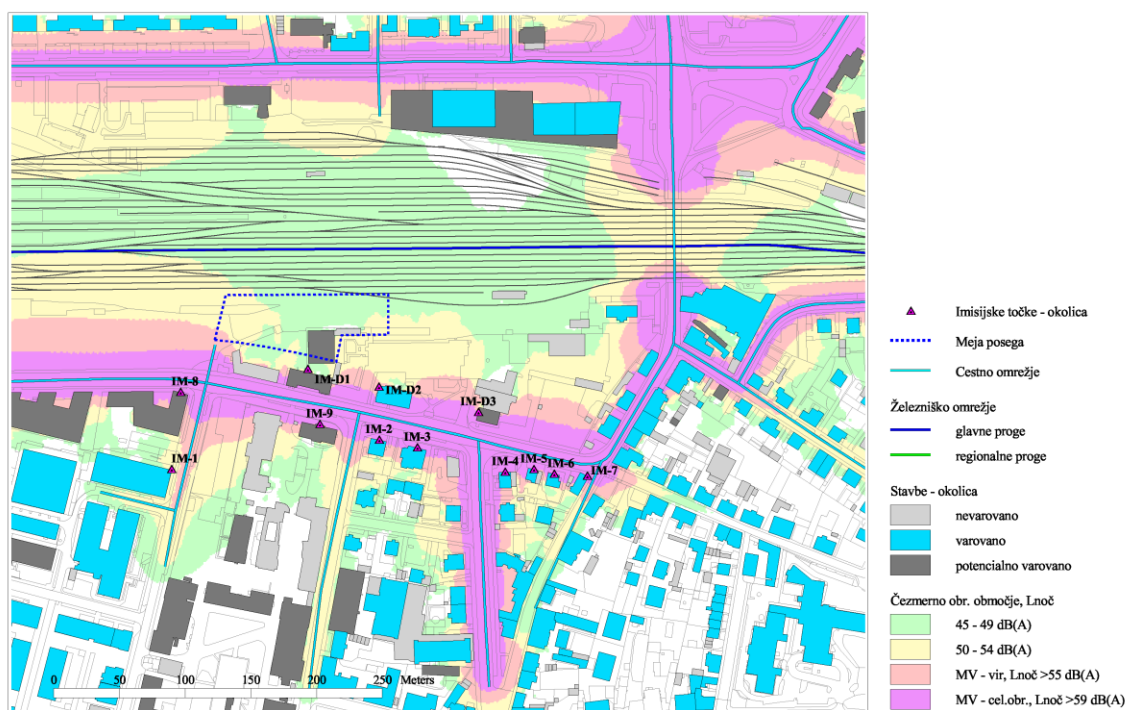 IM-8
IM-D1
IM-D2
IM-D3
IM-9
IM-2
IM-3
IM-1
IM-4
IM-5
IM-6
IM-7
0 50 100 150 200 250 Meters
Imisijske točke - okolica
Meja posega
Cestno omrežje
Železniško omrežje
glavne proge
regionalne proge
Stavbe - okolica
nevarovano
varovano
potencialno varovano
Čezmerno obr. območje, Lnoč
45 - 49 dB(A)
50 - 54 dB(A)
MV - vir, Lnoč >55 dB(A)
MV - cel.obr., Lnoč >59 dB(A)